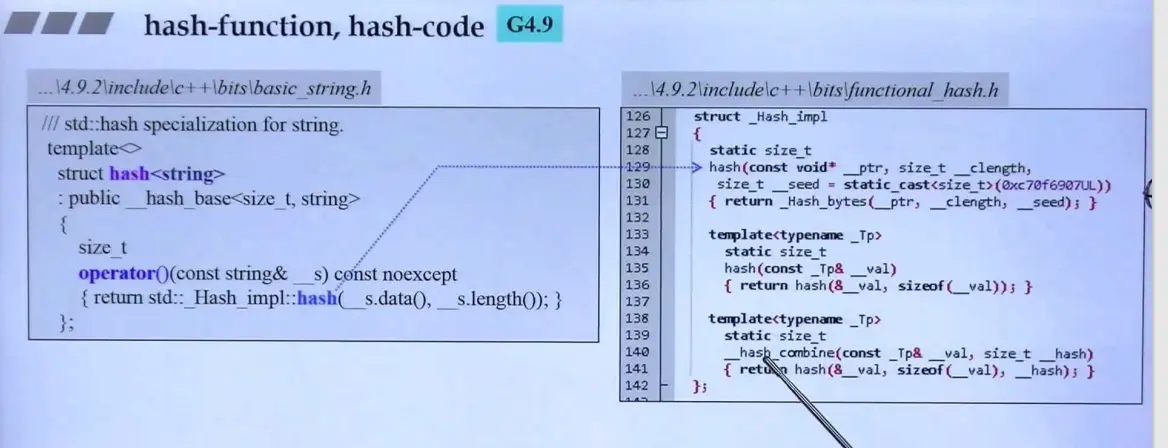 hash-function, hash-code G4.9
...\4.9.2\include\c++\bits\basic_string.h
/// std::hash specialization for string.
template<>
struct hash<string>
: public __hash_base<size_t, string>
{
size_t
operator()(const string& __s) const noexcept
{ return std::_Hash_impl::hash(__s.data(), __s.length()); }
};
...\4.9.2\include\c++\bits\functional_hash.h
126 struct _Hash_impl
127 {
128 static size_t
129 hash(const void* __ptr, size_t __clength,
130 size_t __seed = static_cast<size_t>(0xc70f6907UL))
131 { return _Hash_bytes(__ptr, __clength, __seed); }
132
133 template<typename _Tp>
134 static size_t
135 hash(const _Tp& __val)
136 { return hash(&__val, sizeof(__val)); }
137
138 template<typename _Tp>
139 static size_t
140 __hash_combine(const _Tp& __val, size_t __hash)
141 { return hash(&__val, sizeof(__val), __hash); }
142 };